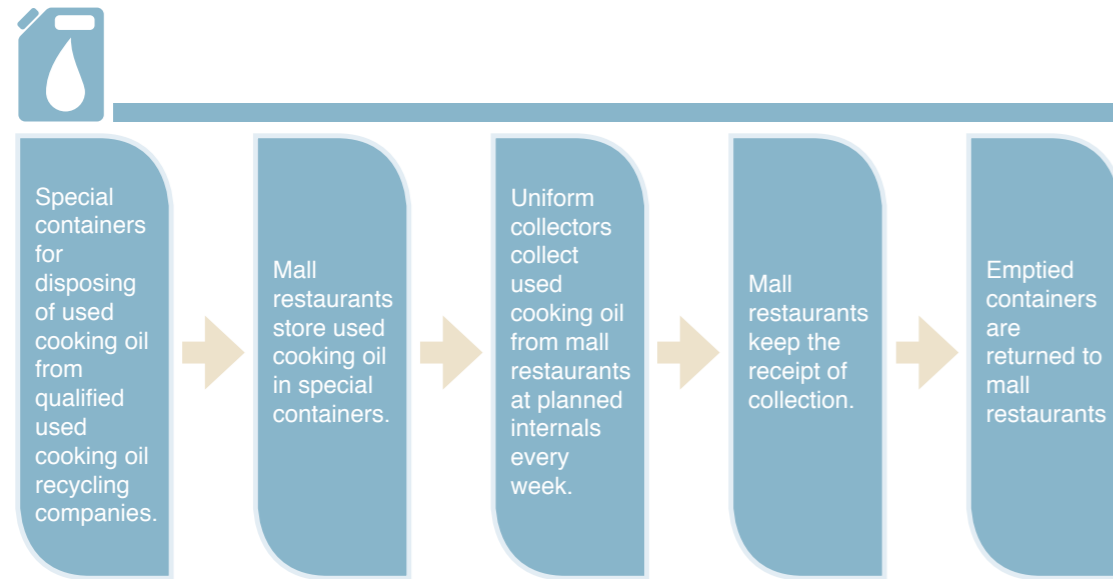 Special
containers
for
disposing
of used
cooking oil
from
qualified
used
cooking oil
recycling
companies.
Mall
restaurants
store used
cooking oil
in special
containers.
Uniform
collectors
collect
used
cooking oil
from mall
restaurants
at planned
internals
every
week.
Mall
restaurants
keep the
receipt of
collection.
Emptied
containers
are
returned to
mall
restaurants